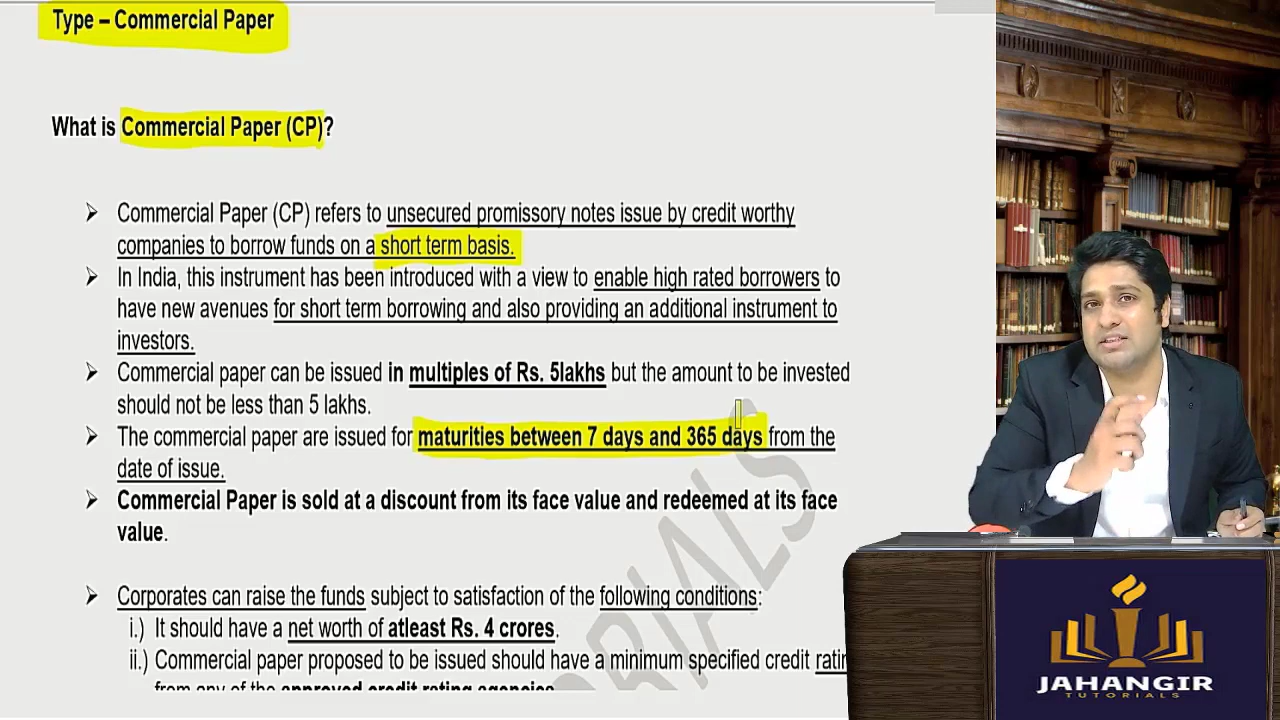 Type – Commercial Paper
What is Commercial Paper (CP)?
➢ Commercial Paper (CP) refers to unsecured promissory notes issue by credit worthy
companies to borrow funds on a short term basis.
➢ In India, this instrument has been introduced with a view to enable high rated borrowers to
have new avenues for short term borrowing and also providing an additional instrument to
investors.
➢ Commercial paper can be issued in multiples of Rs. 5lakhs but the amount to be invested
should not be less than 5 lakhs.
➢ The commercial paper are issued for maturities between 7 days and 365 days from the
date of issue.
➢ Commercial Paper is sold at a discount from its face value and redeemed at its face
value.
➢ Corporates can raise the funds subject to satisfaction of the following conditions:
i.) It should have a net worth of atleast Rs. 4 crores.
ii.) Commercial paper proposed to be issued should have a minimum specified credit
from any of the approved credit rating agencies
JAHANGIR
TUTORIALS